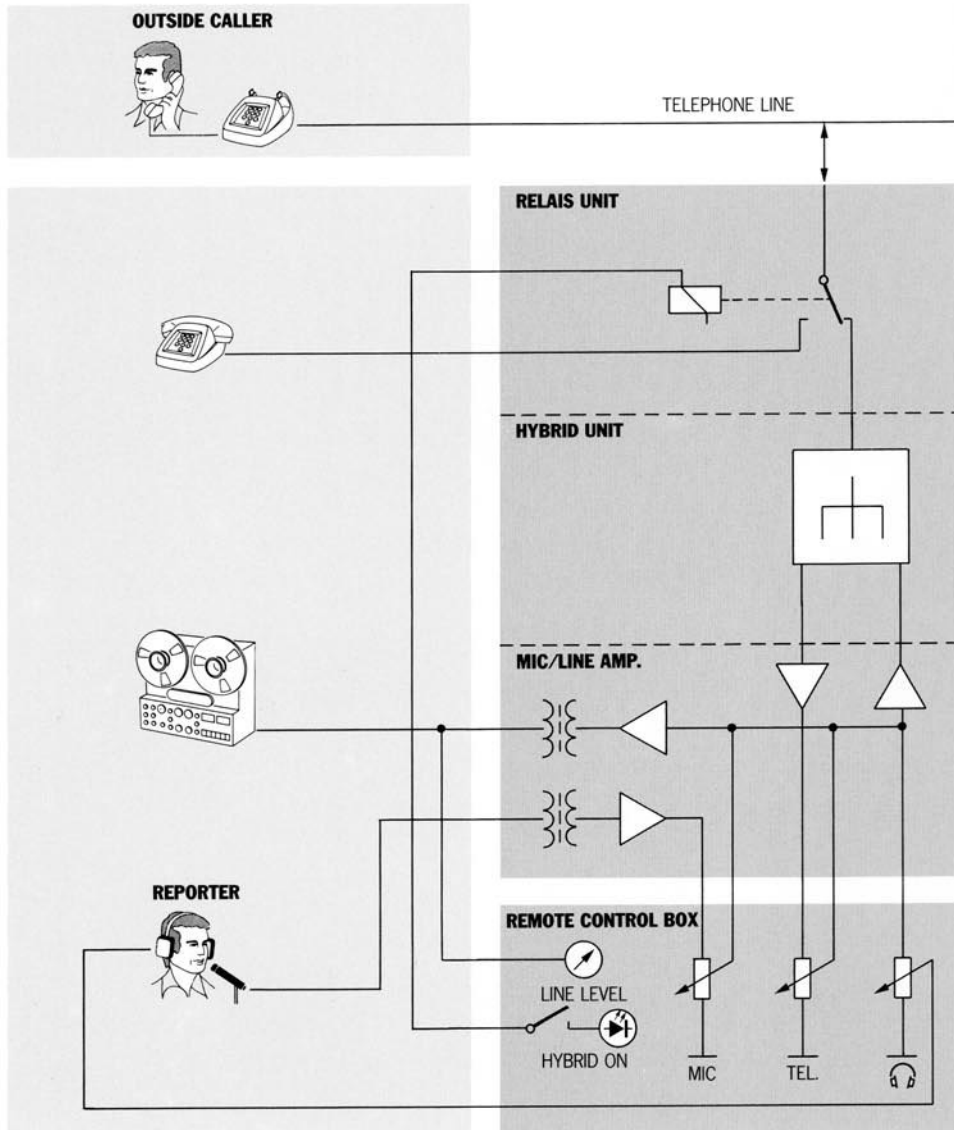 OUTSIDE CALLER
TELEPHONE LINE
RELAIS UNIT
HYBRID UNIT
MIC/LINE AMP.
REPORTER
REMOTE CONTROL BOX
LINE LEVEL
HYBRID ON
MIC
TEL.